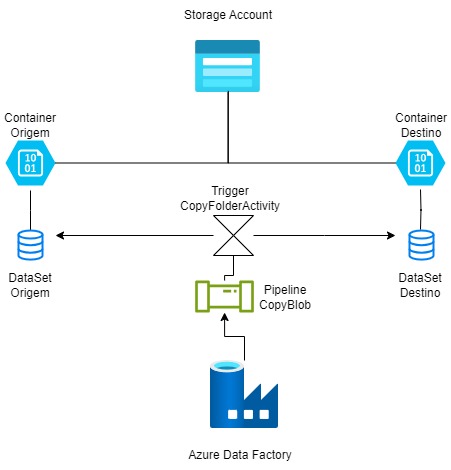 Storage Account
Container
Origem
Container
Destino
10
01
10
01
Trigger
CopyFolderActivity
DataSet
Origem
DataSet
Destino
Pipeline
CopyBlob
Azure Data Factory